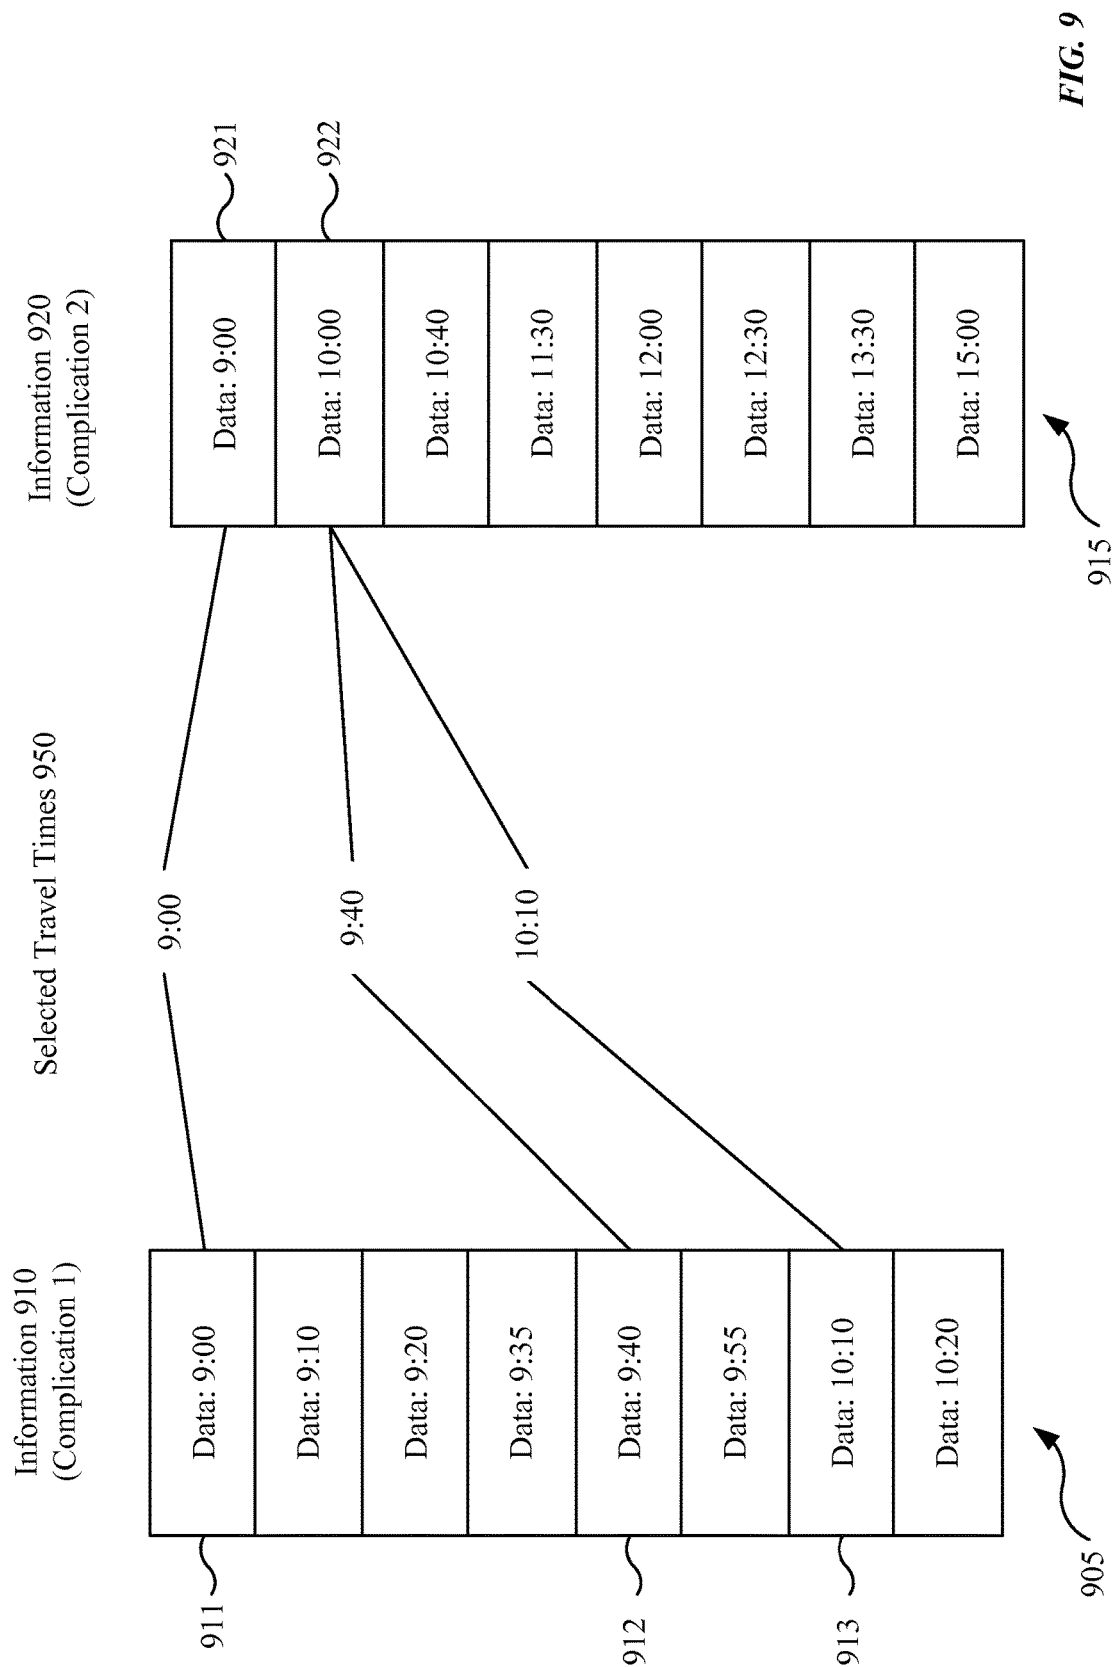 Information 910
(Complication 1)
Selected Travel Times 950
Information 920
(Complication 2)
911
Data: 9:00
Data: 9:10
Data: 9:20
Data: 9:35
912
Data: 9:40
Data: 9:55
913
Data: 10:10
Data: 10:20
905
9:00
9:40
10:10
Data: 9:00
921
Data: 10:00
922
Data: 10:40
Data: 11:30
Data: 12:00
Data: 12:30
Data: 13:30
Data: 15:00
915
FIG. 9